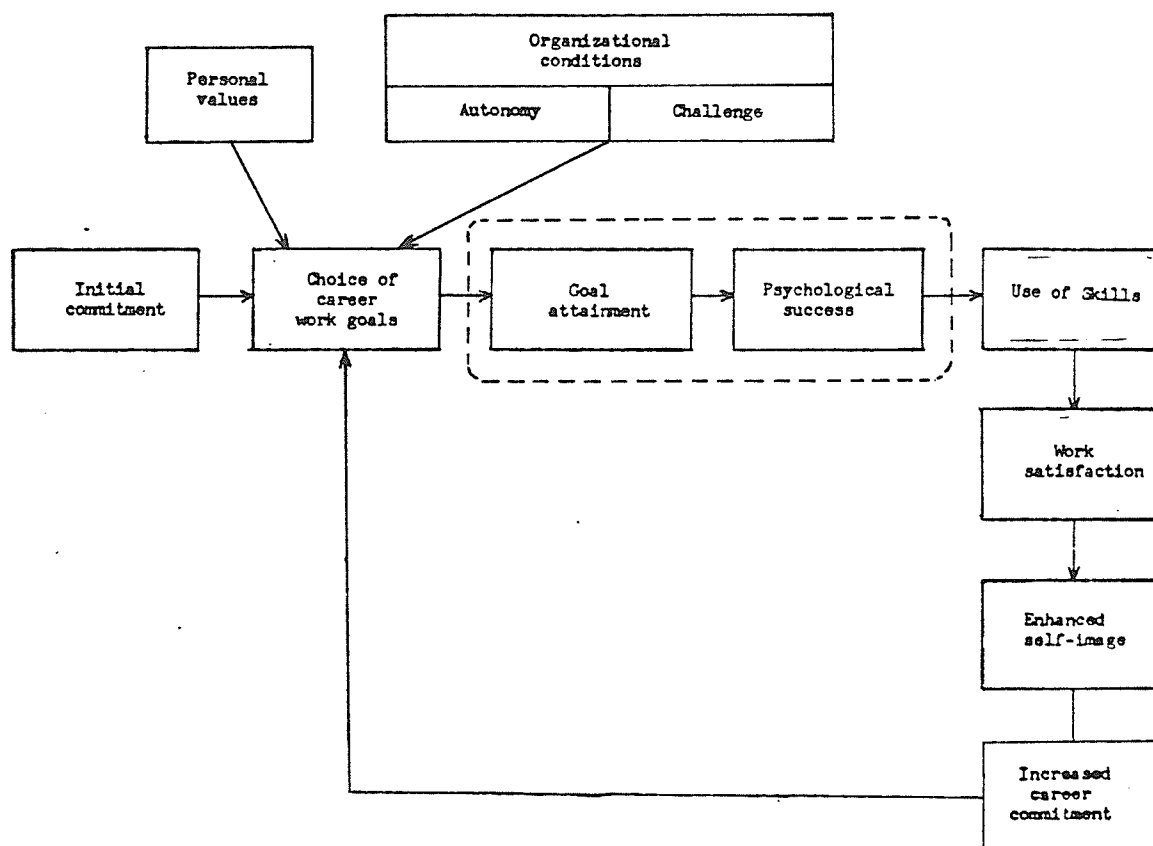 Organizational
conditions
Personal
values
Autonomy
Challenge
Initial
commitment
Choice of
career
work goals
Goal
attainment
Psychological
success
Use of Skills
Work
satisfaction
Enhanced
self-image
Increased
career
commitment